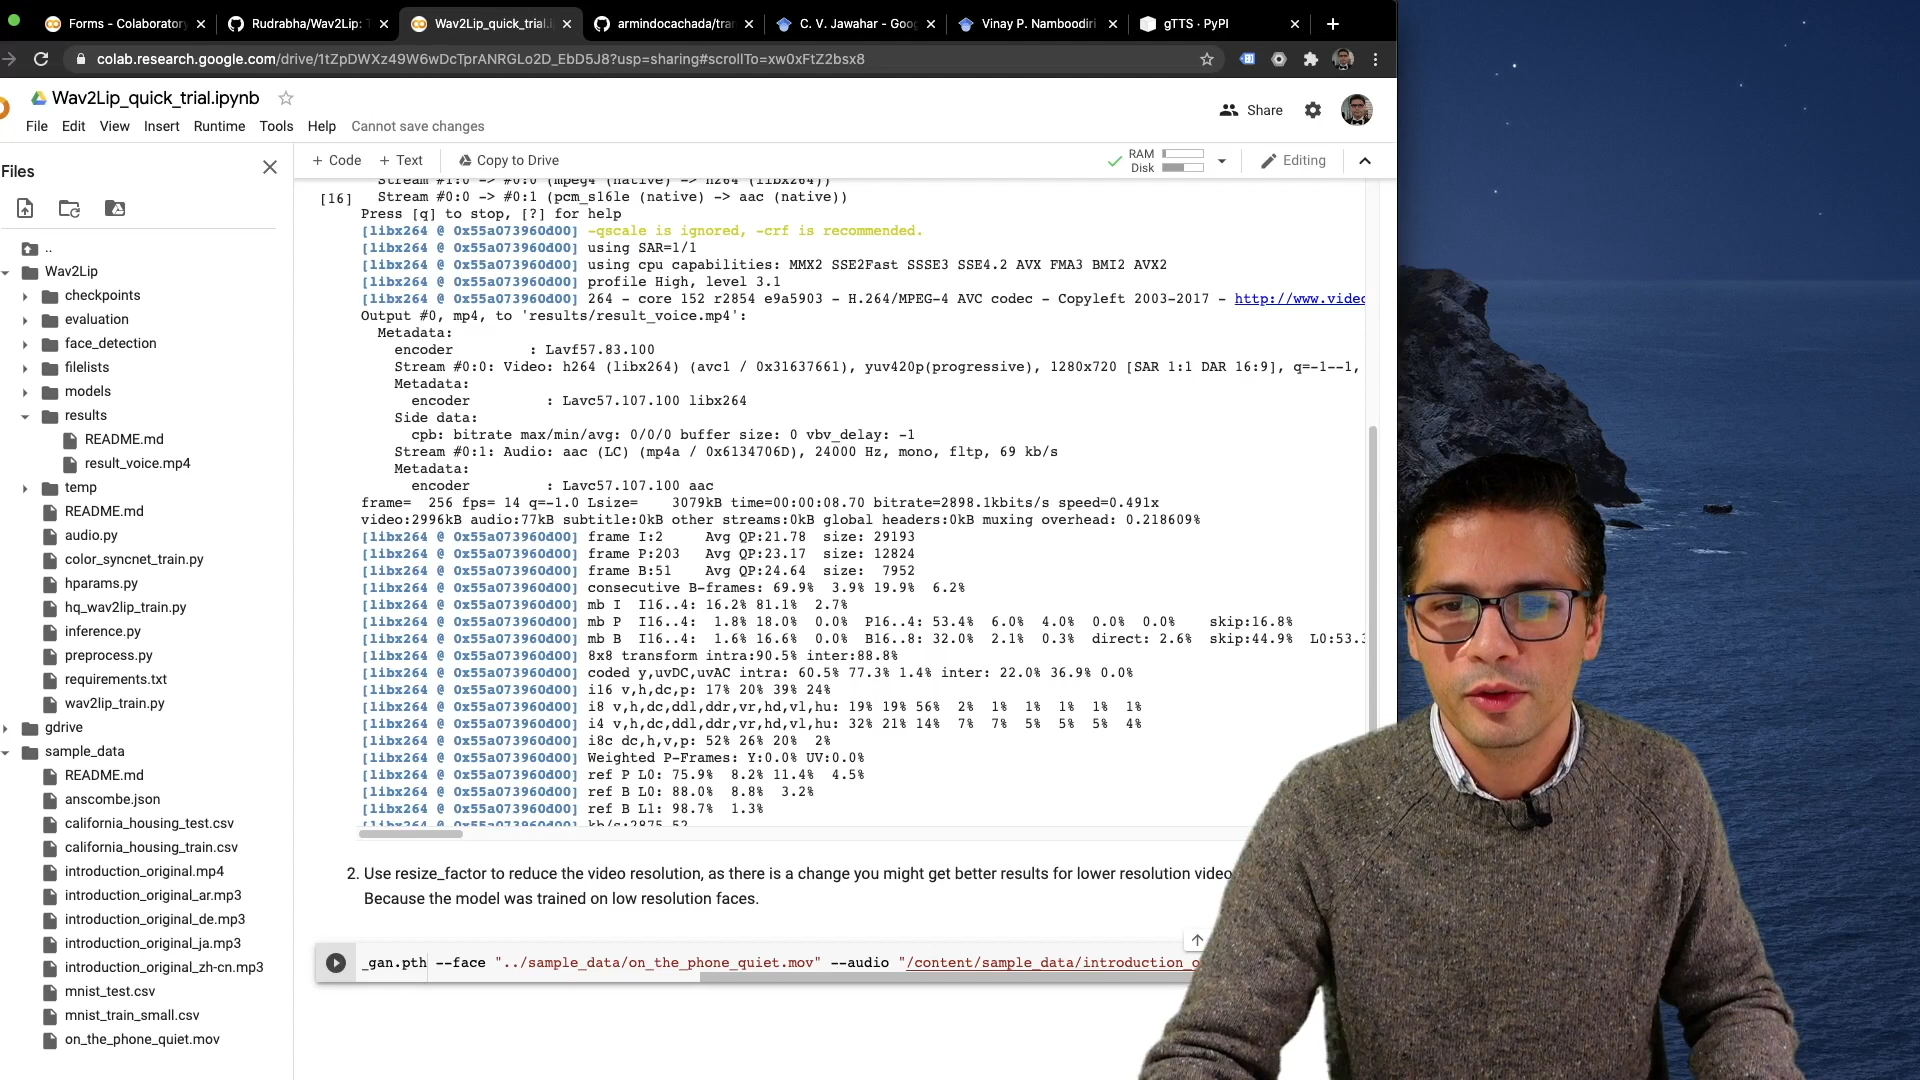 Forms - Colaboratory
Rudrabha/Wav2Lip: T
Wav2Lip_quick_trial.i
armindocachada/tran
C. V. Jawahar - Goog
Vinay P. Namboodiri
gTTS · PyPI
colab.research.google.com/drive/1tZpDWXz49W6wDcTprANRGLo2D_EbD5J8?usp=sharing#scrollTo=xw0xFtZ2bsx8
Wav2Lip_quick_trial.ipynb
Share
File Edit View Insert Runtime Tools Help Cannot save changes
Files
+ Code + Text Copy to Drive
RAM
Disk
Editing
..
Wav2Lip
checkpoints
evaluation
face_detection
filelists
models
results
README.md
result_voice.mp4
temp
README.md
audio.py
color_syncnet_train.py
hparams.py
hq_wav2lip_train.py
inference.py
preprocess.py
requirements.txt
wav2lip_train.py
gdrive
sample_data
README.md
anscombe.json
california_housing_test.csv
california_housing_train.csv
introduction_original.mp4
introduction_original_ar.mp3
introduction_original_de.mp3
introduction_original_ja.mp3
introduction_original_zh-cn.mp3
mnist_test.csv
mnist_train_small.csv
on_the_phone_quiet.mov
[16]
Stream #1:0 -> #0:0 (mpeg4 (native) -> h264 (libx264))
Stream #0:0 -> #0:1 (pcm_s16le (native) -> aac (native))
Press [q] to stop, [?] for help
[libx264 @ 0x55a073960d00] -qscale is ignored, -crf is recommended.
[libx264 @ 0x55a073960d00] using SAR=1/1
[libx264 @ 0x55a073960d00] using cpu capabilities: MMX2 SSE2Fast SSSE3 SSE4.2 AVX FMA3 BMI2 AVX2
[libx264 @ 0x55a073960d00] profile High, level 3.1
[libx264 @ 0x55a073960d00] 264 - core 152 r2854 e9a5903 - H.264/MPEG-4 AVC codec - Copyleft 2003-2017 - http://www.videc
Output #0, mp4, to 'results/result_voice.mp4':
Metadata:
encoder : Lavf57.83.100
Stream #0:0: Video: h264 (libx264) (avc1 / 0x31637661), yuv420p(progressive), 1280x720 [SAR 1:1 DAR 16:9], q=-1--1,
Metadata:
encoder : Lavc57.107.100 libx264
Side data:
cpb: bitrate max/min/avg: 0/0/0 buffer size: 0 vbv_delay: -1
Stream #0:1: Audio: aac (LC) (mp4a / 0x6134706D), 24000 Hz, mono, fltp, 69 kb/s
Metadata:
encoder : Lavc57.107.100 aac
frame= 256 fps= 14 q=-1.0 Lsize= 3079kB time=00:00:08.70 bitrate=2898.1kbits/s speed=0.491x
video:2996kB audio:77kB subtitle:0kB other streams:0kB global headers:0kB muxing overhead: 0.218609%
[libx264 @ 0x55a073960d00] frame I:2 Avg QP:21.78 size: 29193
[libx264 @ 0x55a073960d00] frame P:203 Avg QP:23.17 size: 12824
[libx264 @ 0x55a073960d00] frame B:51 Avg QP:24.64 size: 7952
[libx264 @ 0x55a073960d00] consecutive B-frames: 69.9% 3.9% 19.9% 6.2%
[libx264 @ 0x55a073960d00] mb I I16..4: 16.2% 81.1% 2.7%
[libx264 @ 0x55a073960d00] mb P I16..4: 1.8% 18.0% 0.0% P16..4: 53.4% 6.0% 4.0% 0.0% 0.0% skip:16.8%
[libx264 @ 0x55a073960d00] mb B I16..4: 1.6% 16.6% 0.0% B16..8: 32.0% 2.1% 0.3% direct: 2.6% skip:44.9% L0:53.3
[libx264 @ 0x55a073960d00] 8x8 transform intra:90.5% inter:88.8%
[libx264 @ 0x55a073960d00] coded y,uvDC,uvAC intra: 60.5% 77.3% 1.4% inter: 22.0% 36.9% 0.0%
[libx264 @ 0x55a073960d00] i16 v,h,dc,p: 17% 20% 39% 24%
[libx264 @ 0x55a073960d00] i8 v,h,dc,ddl,ddr,vr,hd,vl,hu: 19% 19% 56% 2% 1% 1% 1% 1% 1%
[libx264 @ 0x55a073960d00] i4 v,h,dc,ddl,ddr,vr,hd,vl,hu: 32% 21% 14% 7% 7% 5% 5% 5% 4%
[libx264 @ 0x55a073960d00] i8c dc,h,v,p: 52% 26% 20% 2%
[libx264 @ 0x55a073960d00] Weighted P-Frames: Y:0.0% UV:0.0%
[libx264 @ 0x55a073960d00] ref P L0: 75.9% 8.2% 11.4% 4.5%
[libx264 @ 0x55a073960d00] ref B L0: 88.0% 8.8% 3.2%
[libx264 @ 0x55a073960d00] ref B L1: 98.7% 1.3%
[libx264 @ 0x55a073960d00] kb/s:2875.52
2. Use resize_factor to reduce the video resolution, as there is a change you might get better results for lower resolution video
Because the model was trained on low resolution faces.
_gan.pth --face "../sample_data/on_the_phone_quiet.mov" --audio "/content/sample_data/introduction_o